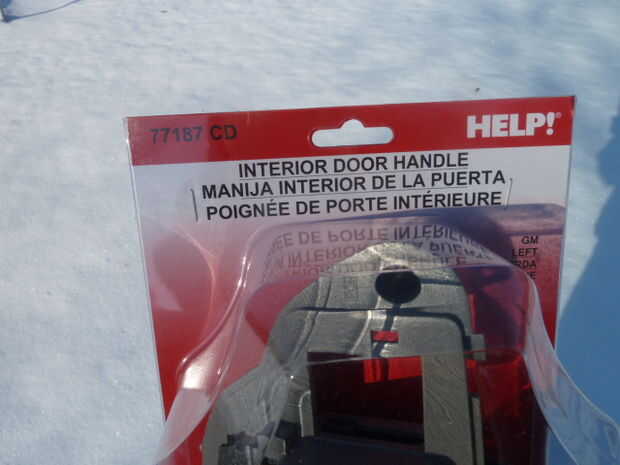 77187 CD
HELP!
INTERIOR DOOR HANDLE
MANIJA INTERIOR DE LA PUERTA
POIGNÉE DE PORTE INTÉRIEURE
GM
LEFT